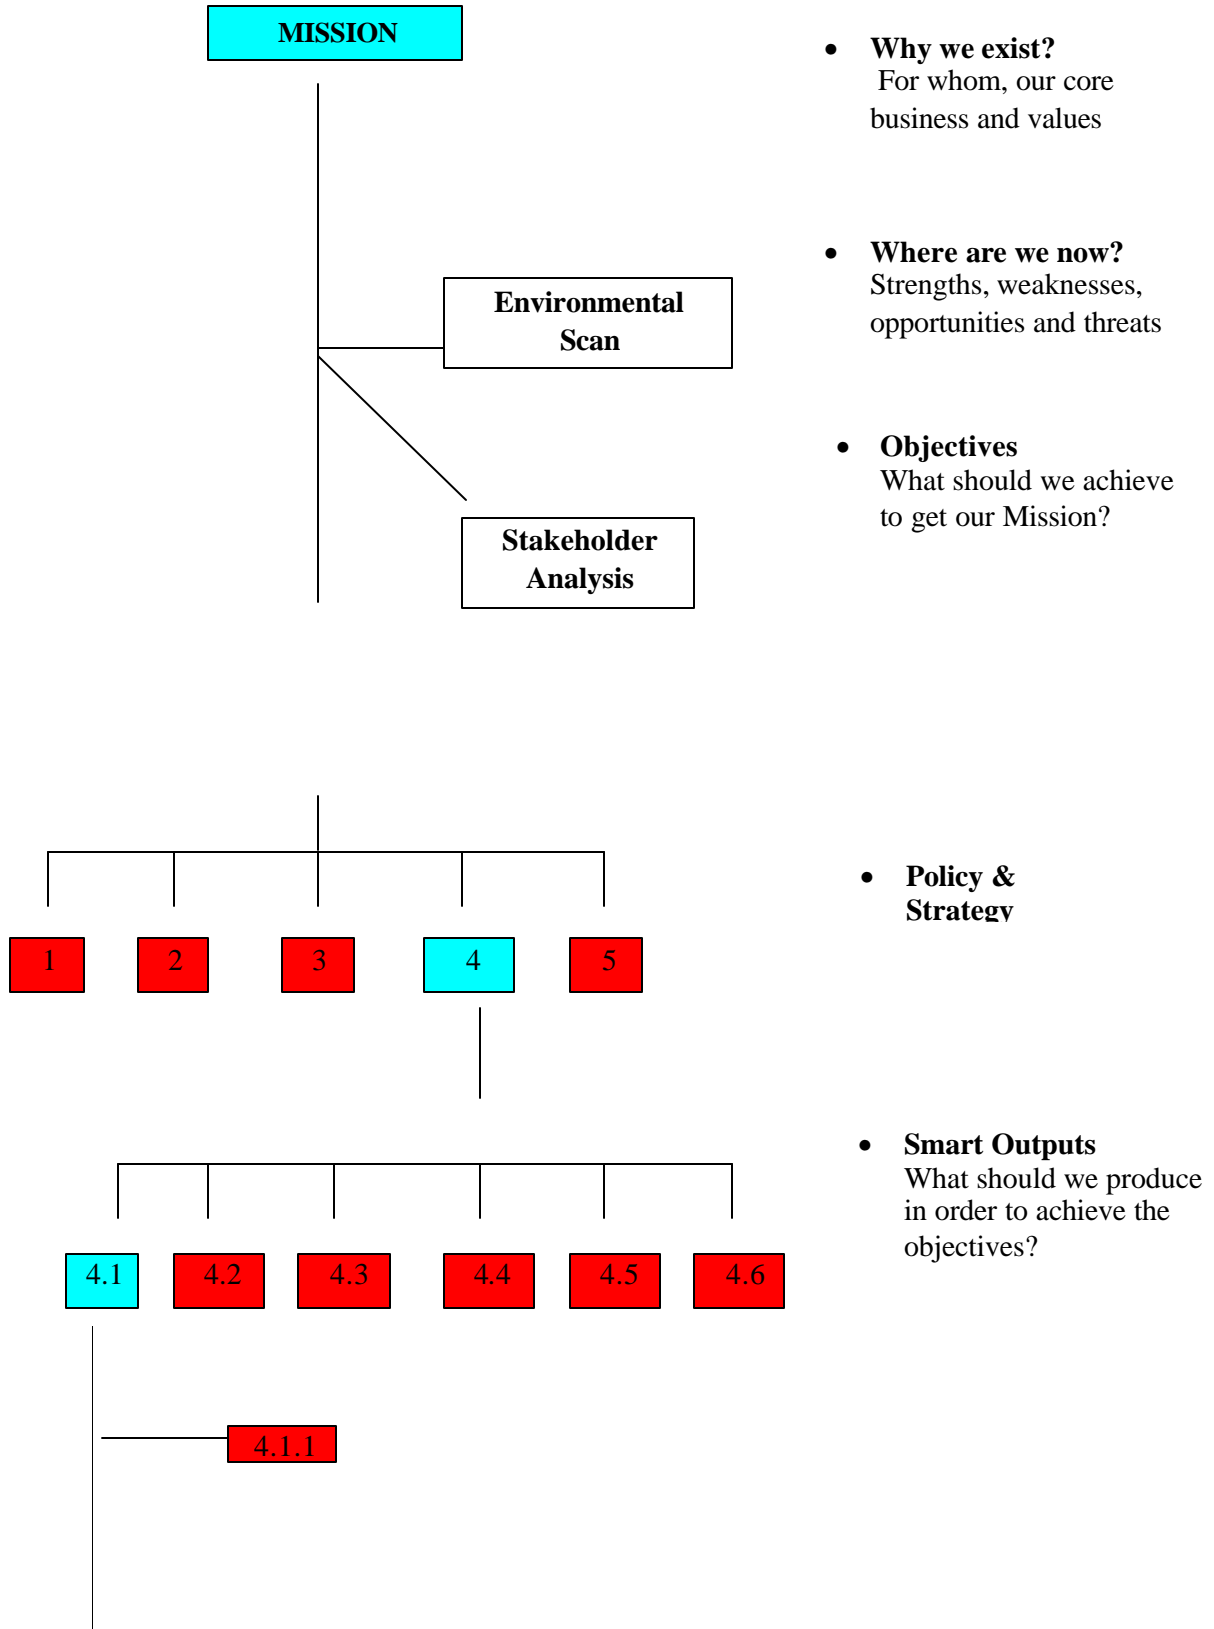 MISSION
• Why we exist?
For whom, our core
business and values
• Where are we now?
Strengths, weaknesses,
opportunities and threats
Environmental
Scan
• Objectives
What should we achieve
to get our Mission?
Stakeholder
Analysis
• Policy &
Strategy
1 2 3 4 5
• Smart Outputs
What should we produce
in order to achieve the
objectives?
4.1 4.2 4.3 4.4 4.5 4.6
4.1.1